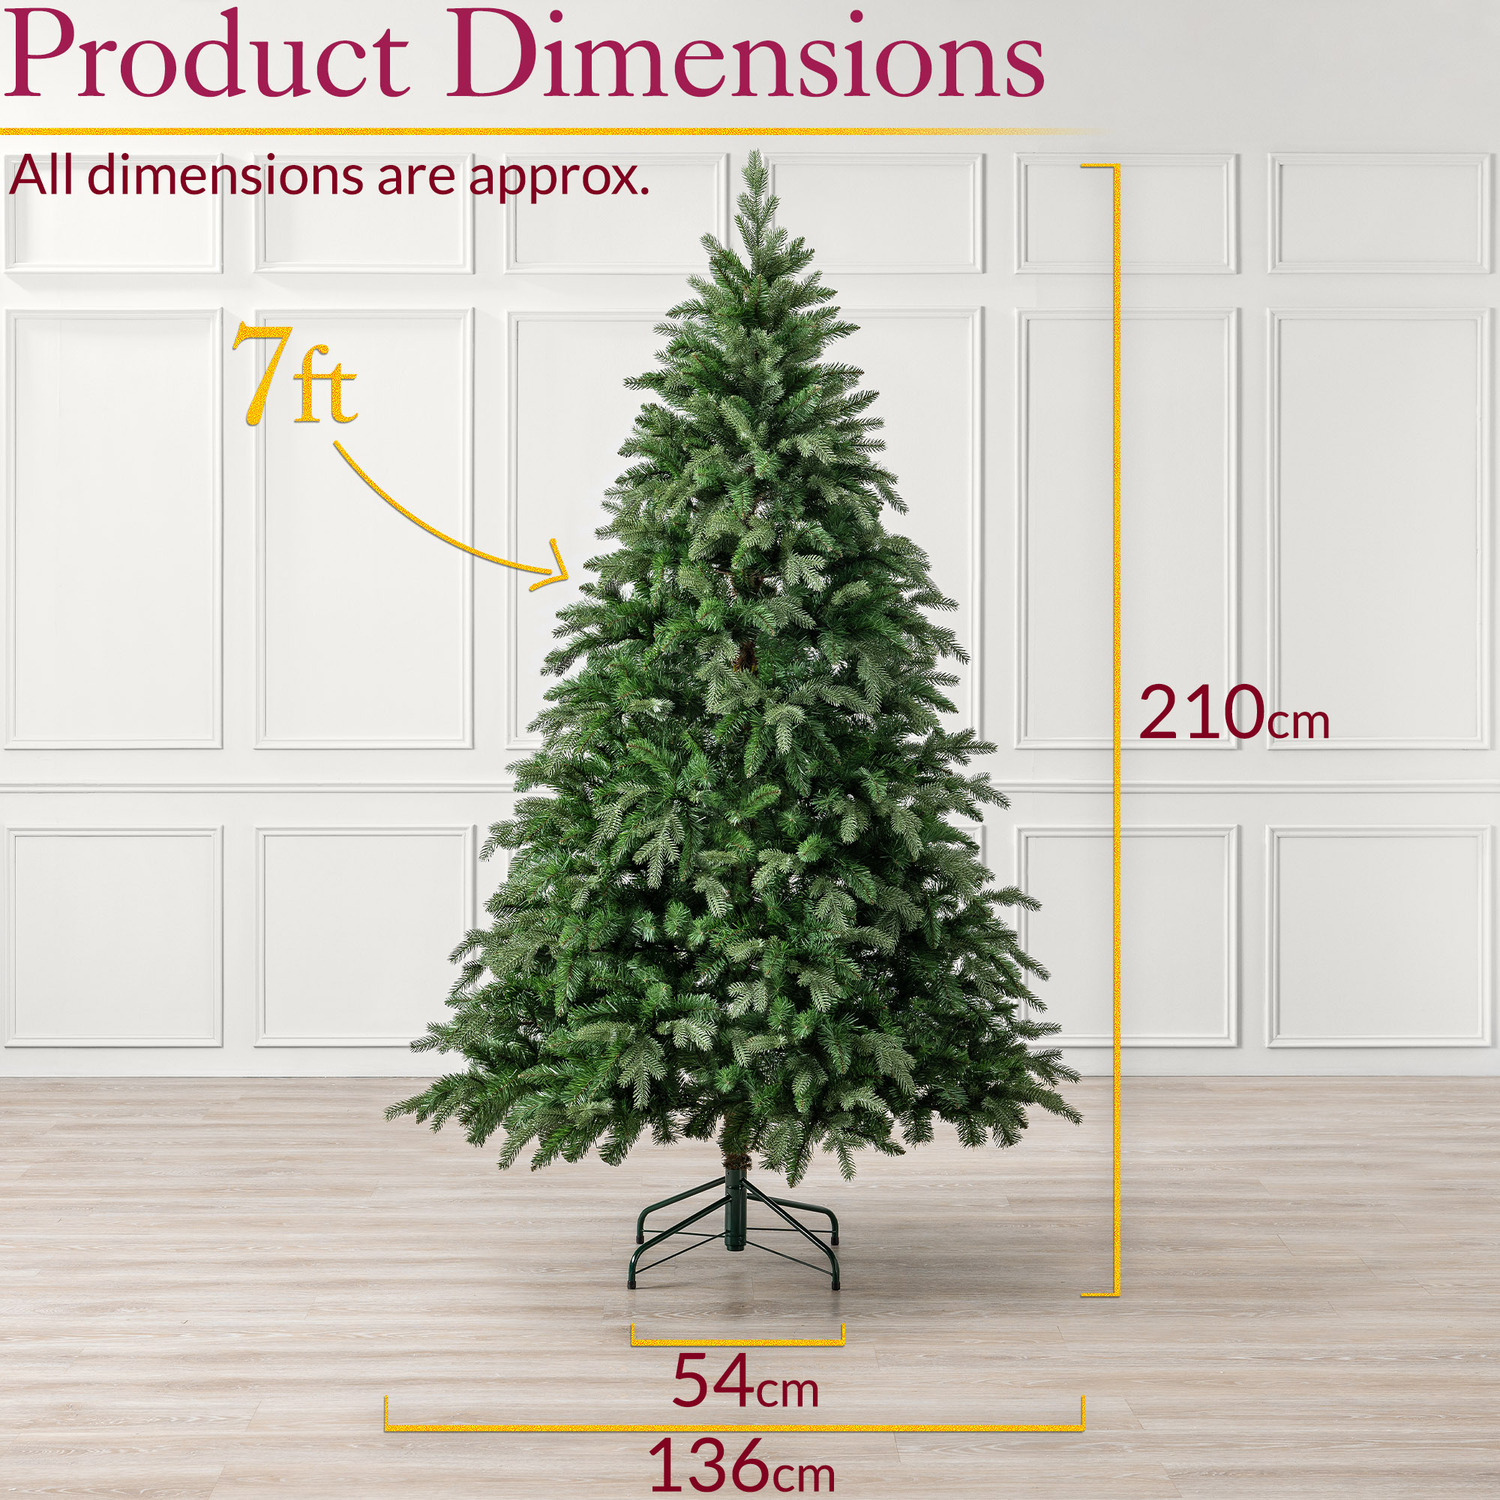 Product Dimensions
All dimensions are approx.
7ft
210cm
54cm
136cm